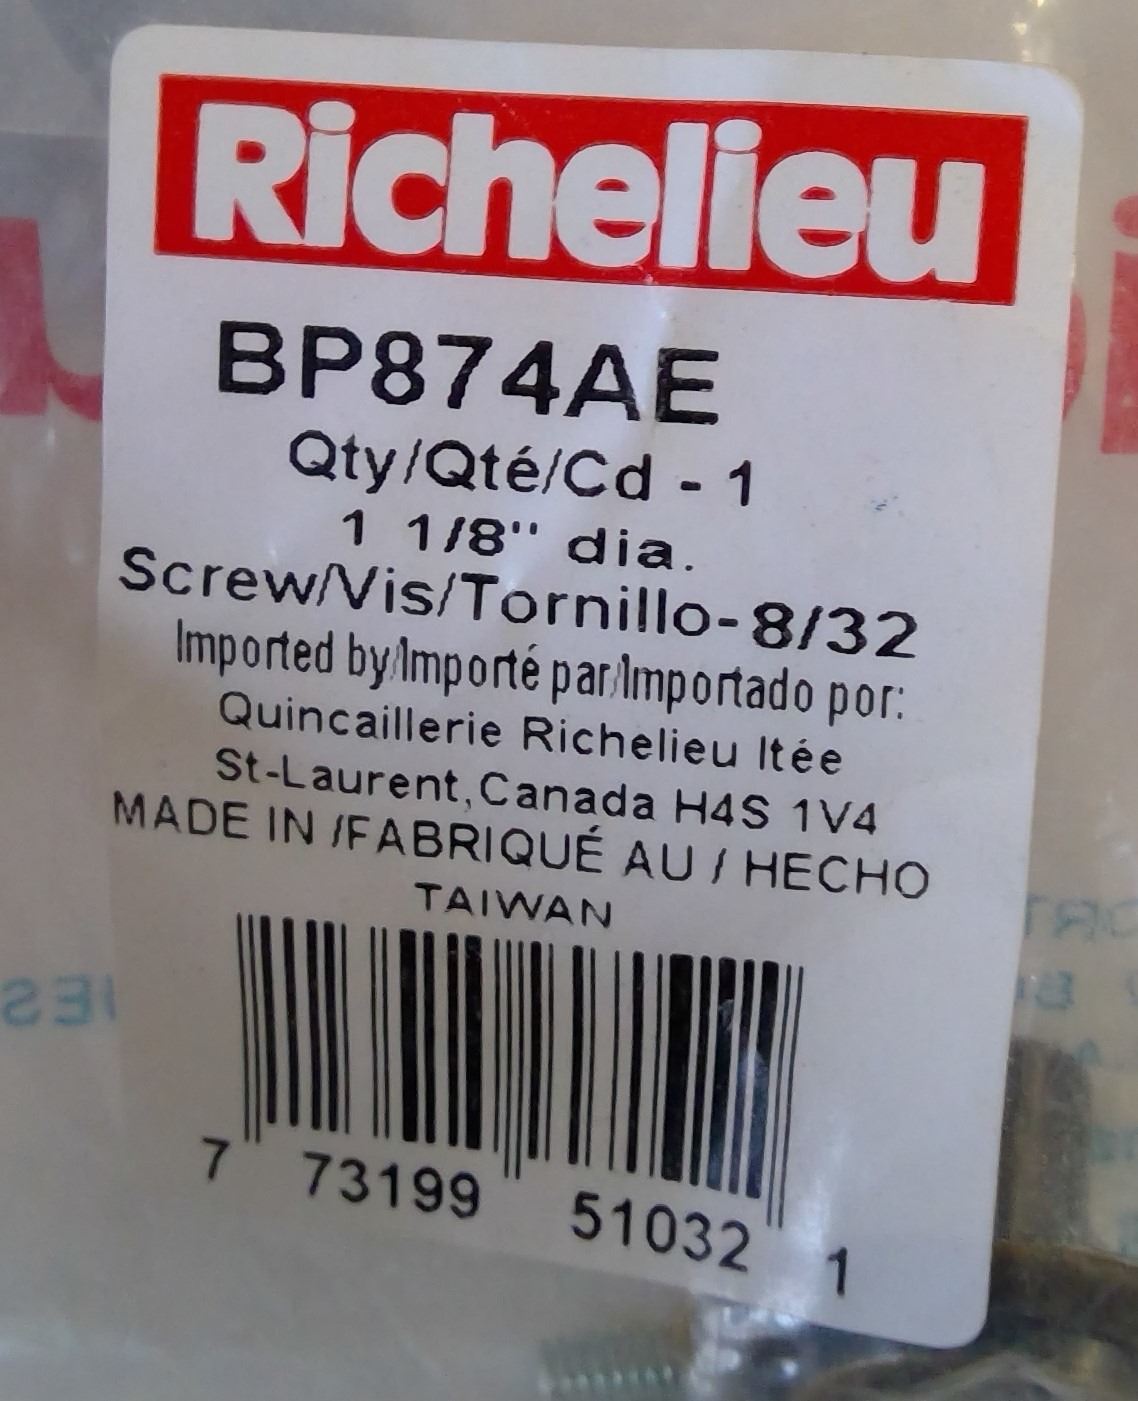 Richelieu
BP874AE
Qty/Qté/Cd - 1
1 1/8" dia.
Screw/Vis/Tornillo-8/32
Imported by/Importé par/Importado por:
Quincaillerie Richelieu ltée
St-Laurent, Canada H4S 1V4
MADE IN /FABRIQUÉ AU / HECHO
TAIWAN
7 73199 51032 1